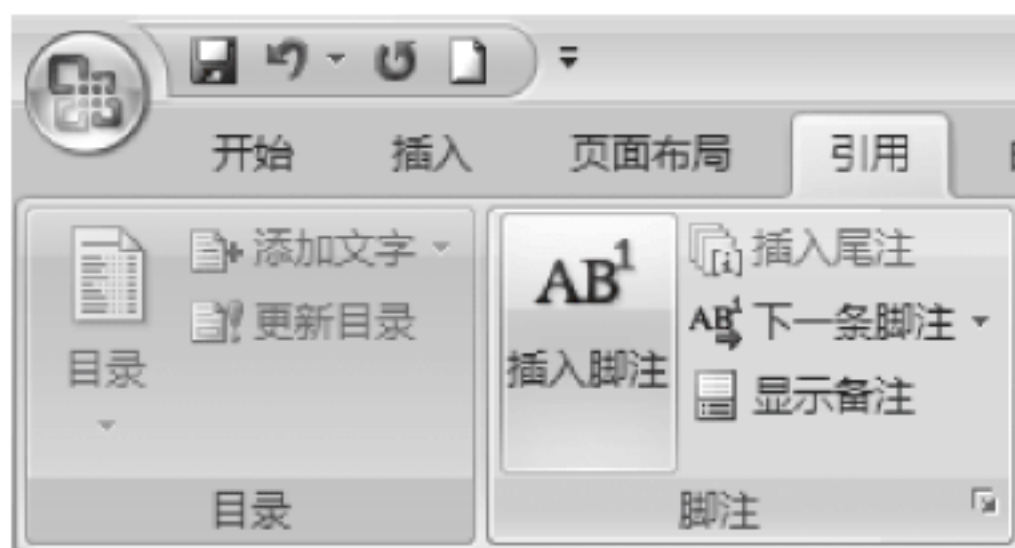 开始 插入 页面布局 引用
添加文字
更新目录
目录
目录
AB¹
插入脚注
插入尾注
AB¹ 下一条脚注
显示备注
脚注